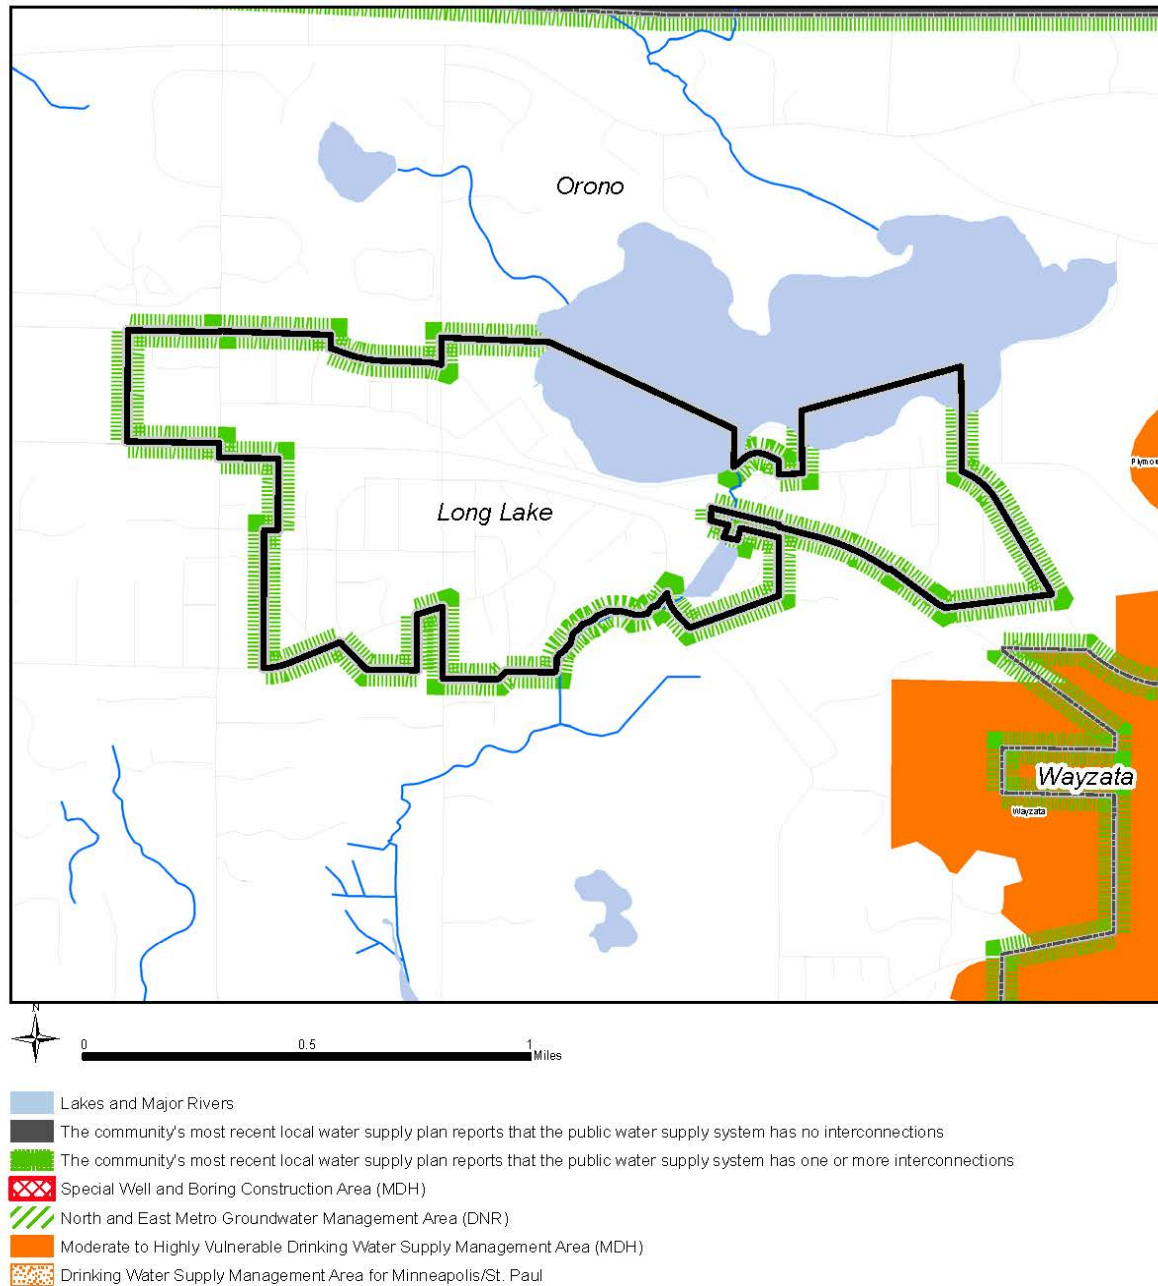 Orono
Plymou
Long Lake
Wayzata
Wayzata
N
0 0.5 1
Miles
Lakes and Major Rivers
The community's most recent local water supply plan reports that the public water supply system has no interconnections
The community's most recent local water supply plan reports that the public water supply system has one or more interconnections
Special Well and Boring Construction Area (MDH)
North and East Metro Groundwater Management Area (DNR)
Moderate to Highly Vulnerable Drinking Water Supply Management Area (MDH)
Drinking Water Supply Management Area for Minneapolis/St. Paul